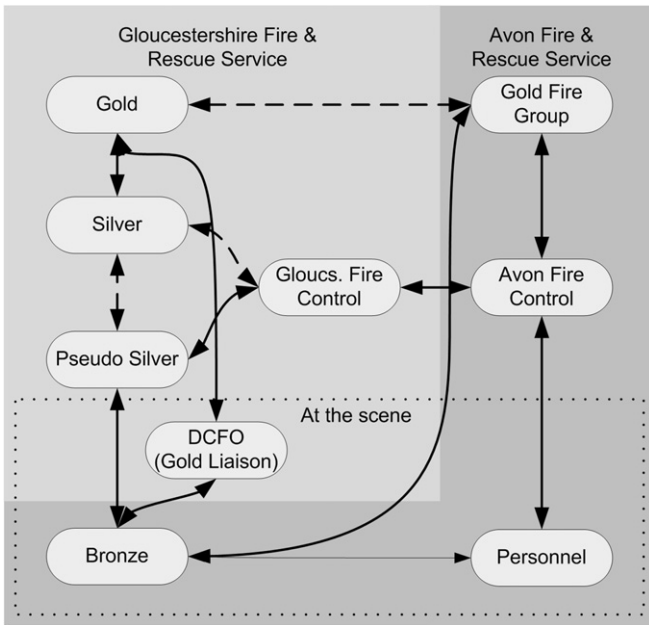 Gloucestershire Fire &
Rescue Service
Avon Fire &
Rescue Service
Gold
Gold Fire
Group
Silver
Gloucs. Fire
Control
Avon Fire
Control
Pseudo Silver
At the scene
DCFO
(Gold Liaison)
Bronze
Personnel